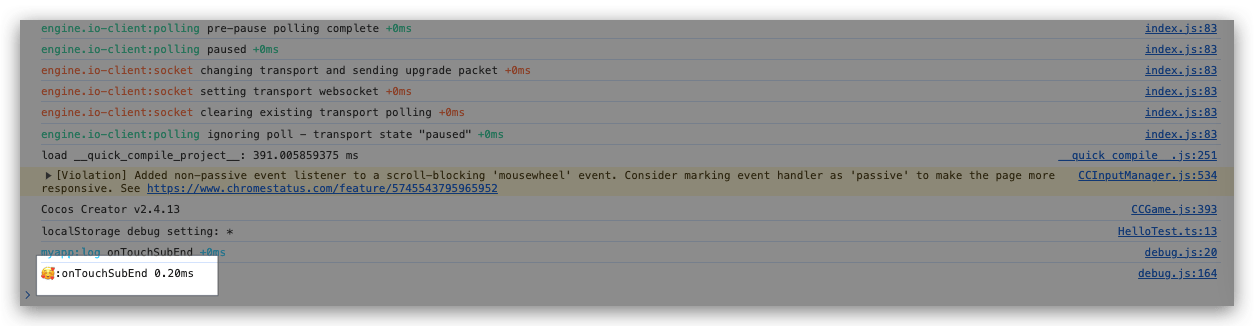 engine.io-client:polling pre-pause polling complete +0ms index.js:83
engine.io-client:polling paused +0ms index.js:83
engine.io-client:socket changing transport and sending upgrade packet +0ms index.js:83
engine.io-client:socket setting transport websocket +0ms index.js:83
engine.io-client:socket clearing existing transport polling +0ms index.js:83
engine.io-client:polling ignoring poll - transport state "paused" +0ms index.js:83
load __quick_compile_project__: 391.005859375 ms __quick_compile__.js:251
▶[Violation] Added non-passive event listener to a scroll-blocking 'mousewheel' event. Consider marking event handler as 'passive' to make the page more CCInputManager.js:534
responsive. See https://www.chromestatus.com/feature/5745543795965952
Cocos Creator v2.4.13 CCGame.js:393
localStorage debug setting: * HelloTest.ts:13
myapp:log onTouchSubEnd +0ms debug.js:20
🥰:onTouchSubEnd 0.20ms debug.js:164
>